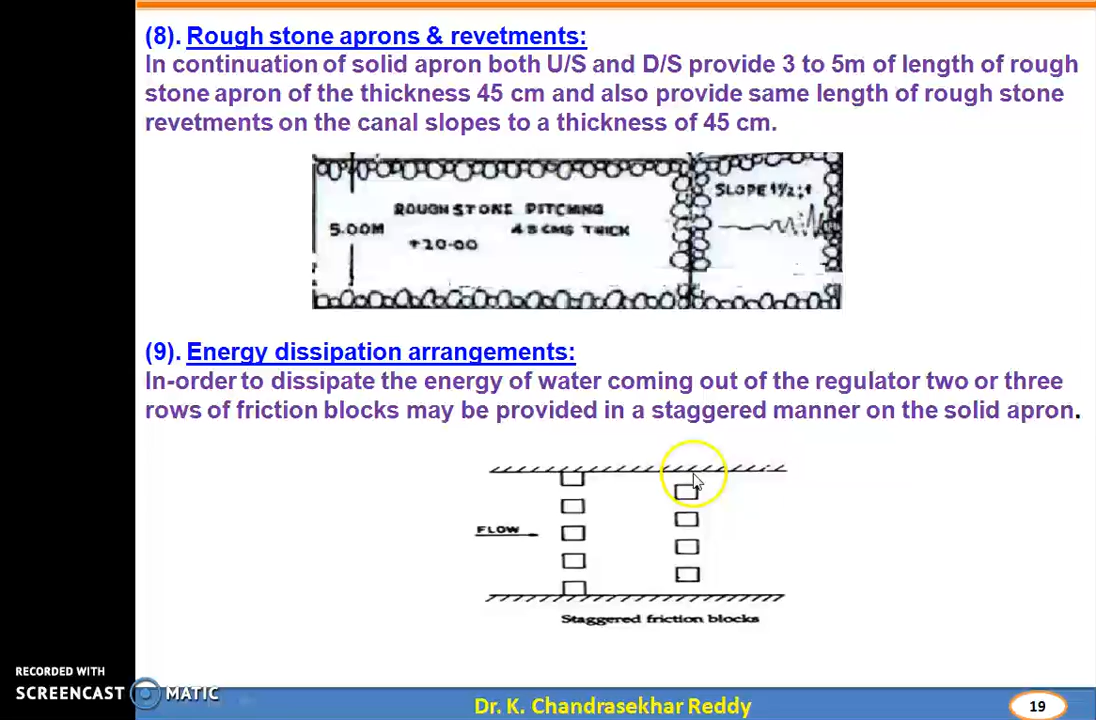 (8). Rough stone aprons & revetments:
In continuation of solid apron both U/S and D/S provide 3 to 5m of length of rough
stone apron of the thickness 45 cm and also provide same length of rough stone
revetments on the canal slopes to a thickness of 45 cm.
SLOPE 1½:1
ROUGH STONE PITCHING
5.00M 45 CMS THICK
+20.00
(9). Energy dissipation arrangements:
In-order to dissipate the energy of water coming out of the regulator two or three
rows of friction blocks may be provided in a staggered manner on the solid apron.
FLOW
Staggered friction blocks
RECORDED WITH
SCREENCAST MATIC
Dr. K. Chandrasekhar Reddy
19